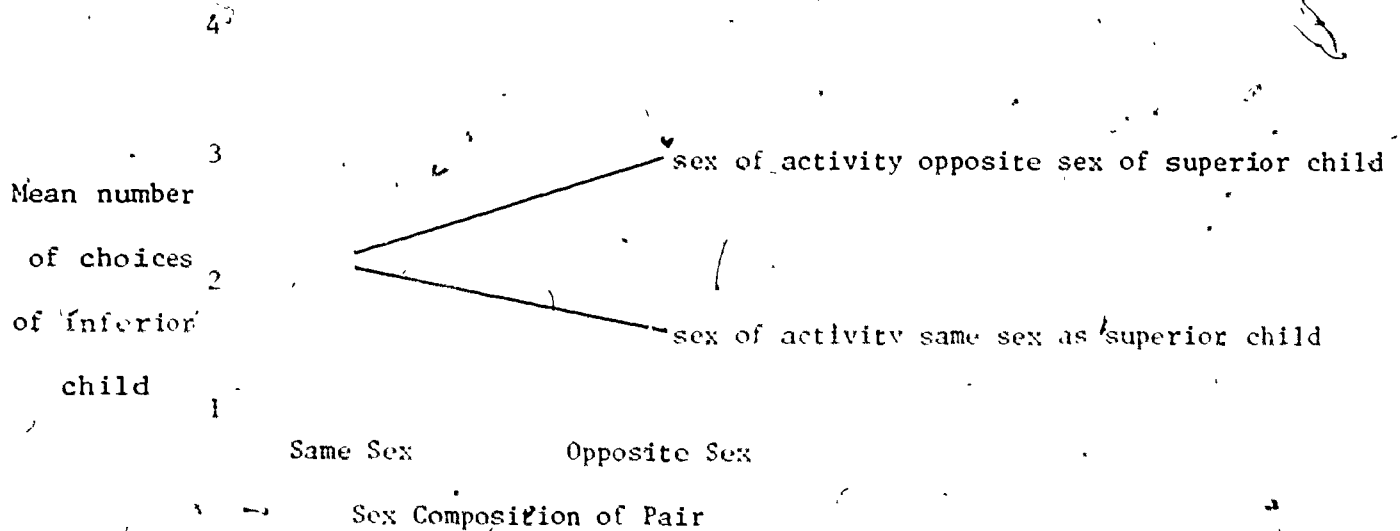 4
3
sex of activity opposite sex of superior child
Mean number
of choices
2
of inferior
sex of activity same sex as superior child
child
1
Same Sex
Opposite Sex
Sex Composition of Pair